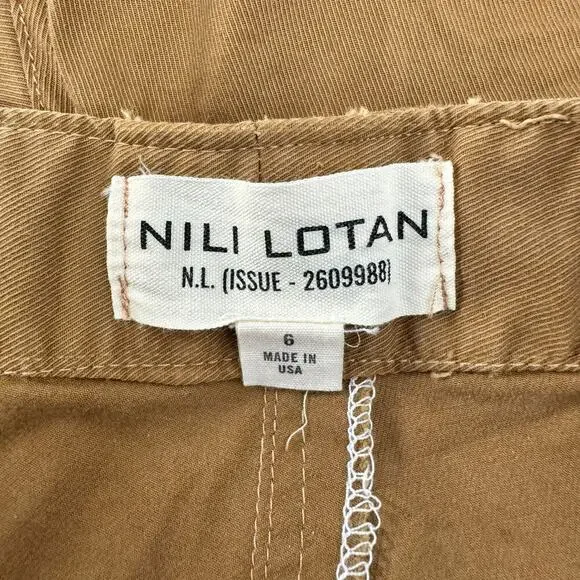 NILI LOTAN
N.L. (ISSUE - 2609988)
6
MADE IN
USA